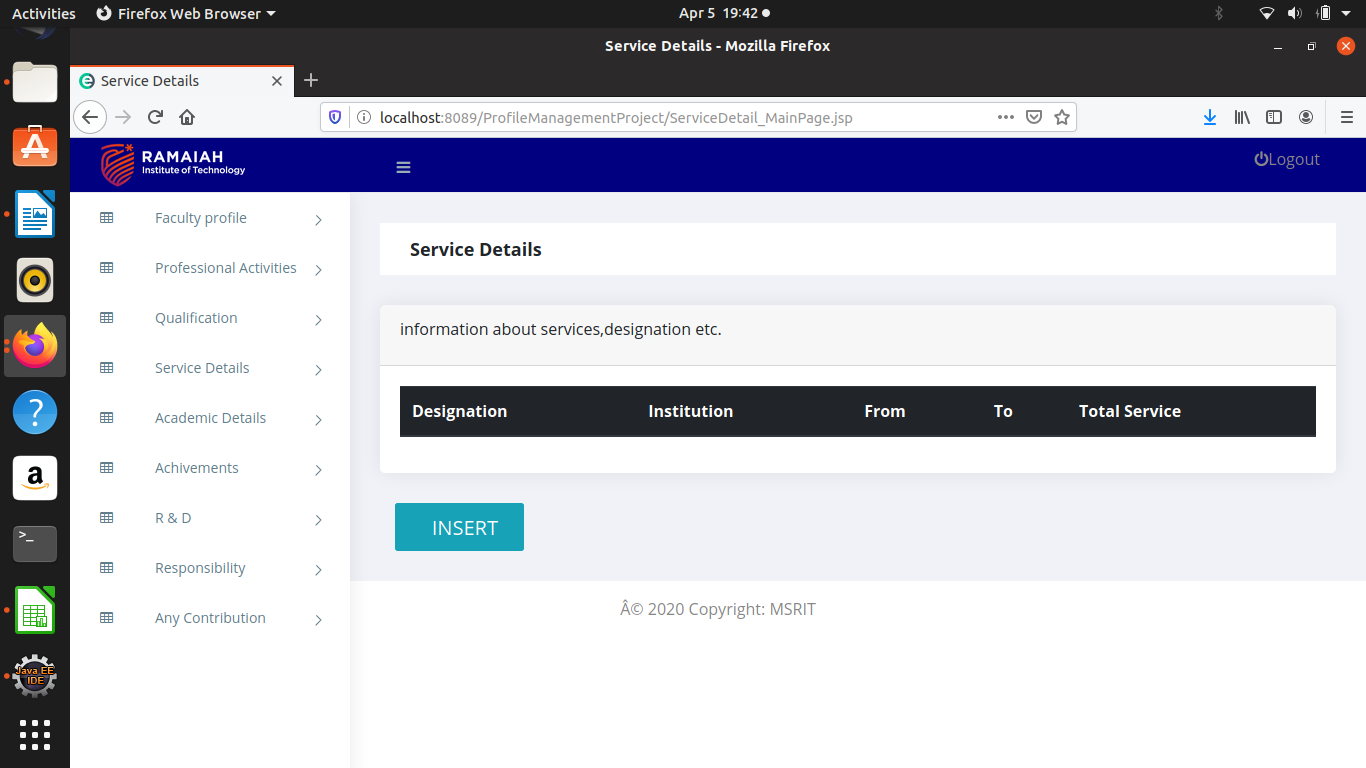 Activities Firefox Web Browser Apr 5 19:42
Service Details - Mozilla Firefox
Service Details
localhost:8089/ProfileManagementProject/ServiceDetail_MainPage.jsp
RAMAIAH
Institute of Technology
Logout
Faculty profile
Professional Activities
Qualification
Service Details
Academic Details
Achivements
R & D
Responsibility
Any Contribution
Service Details
information about services,designation etc.
Designation Institution From To Total Service
INSERT
Â© 2020 Copyright: MSRIT
a
>_
Java EE
IDE
?